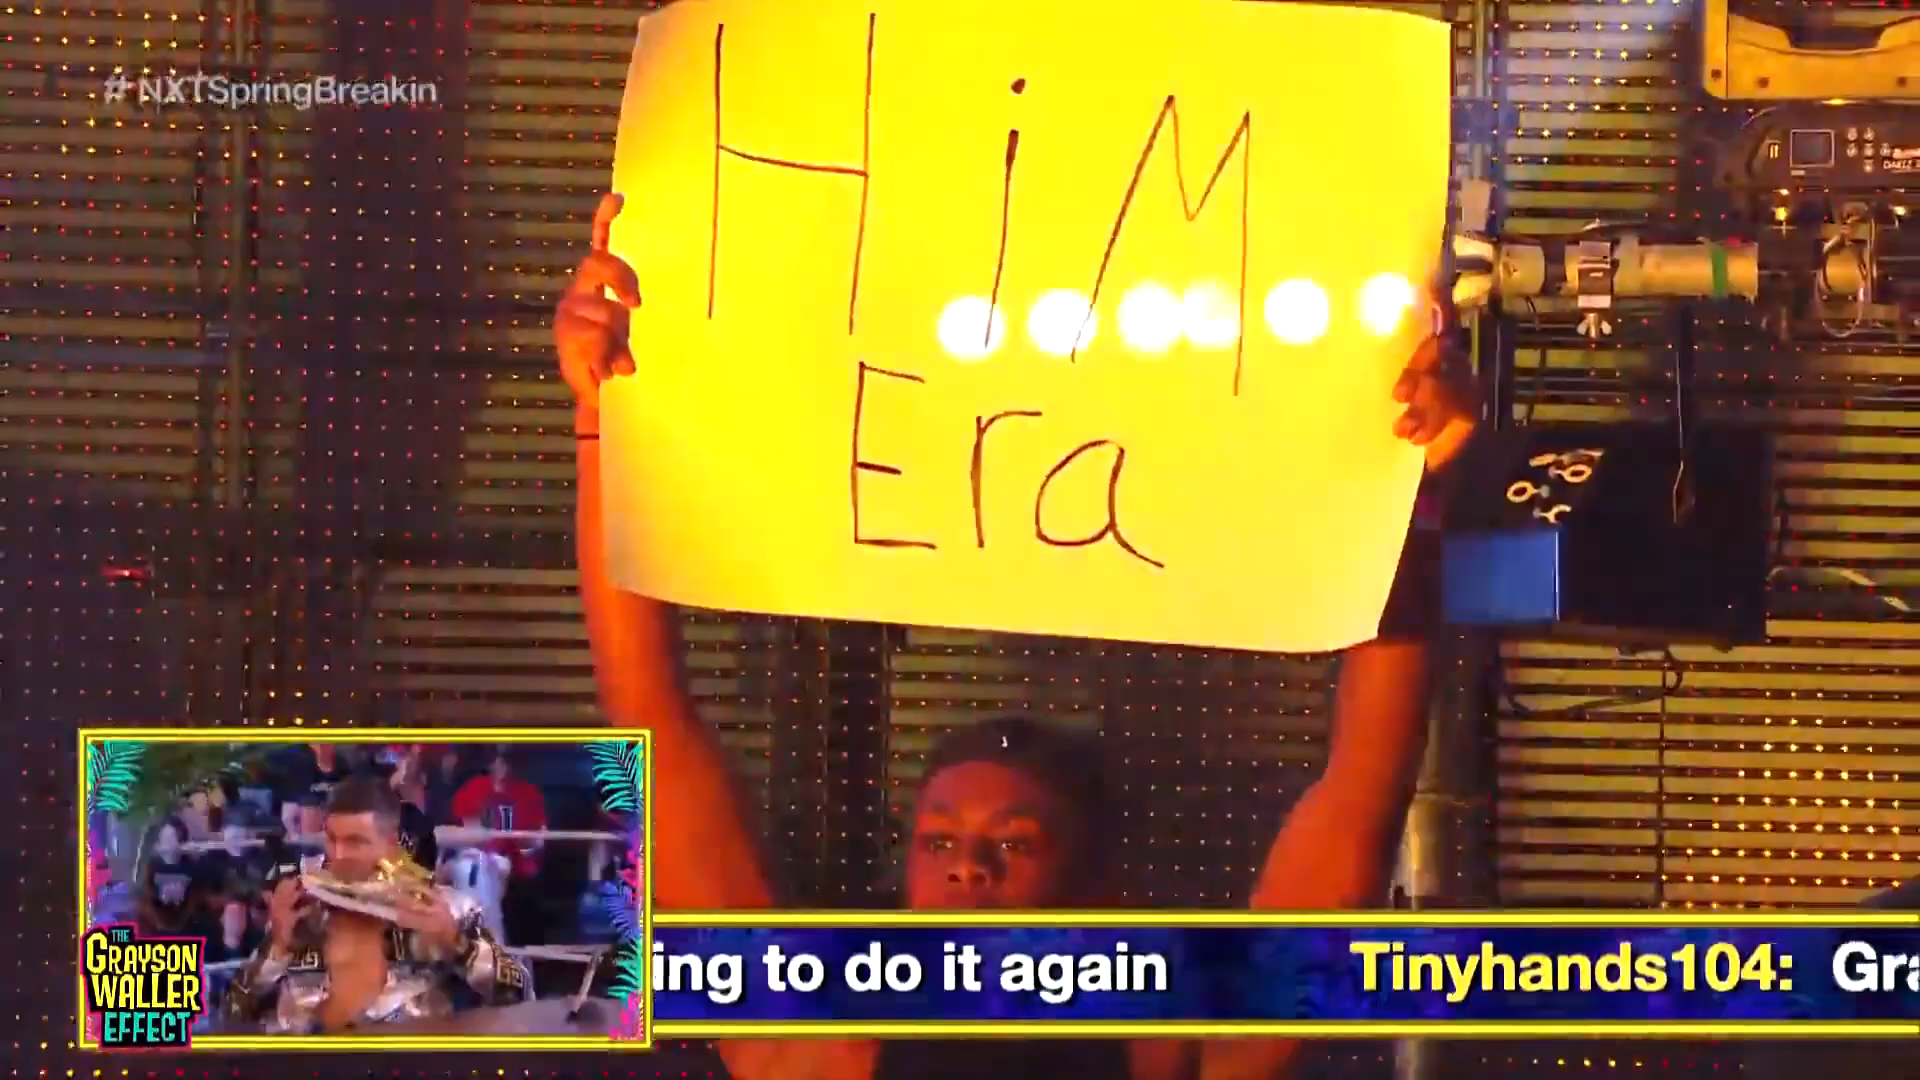 #NXTSpringBreakin
HiM
Era
THE
GRAYSON
WALLER
EFFECT
ing to do it again Tinyhands104: Gra